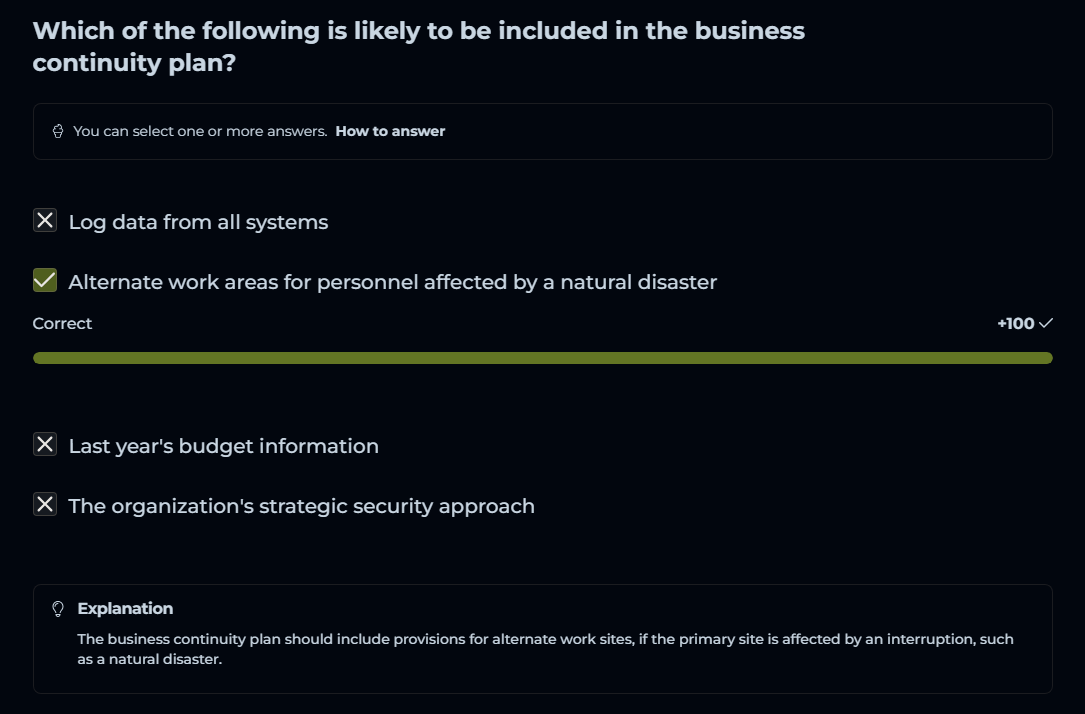 Which of the following is likely to be included in the business
continuity plan?
You can select one or more answers. How to answer
Log data from all systems
Alternate work areas for personnel affected by a natural disaster
Correct
+100
Last year's budget information
The organization's strategic security approach
Explanation
The business continuity plan should include provisions for alternate work sites, if the primary site is affected by an interruption, such
as a natural disaster.